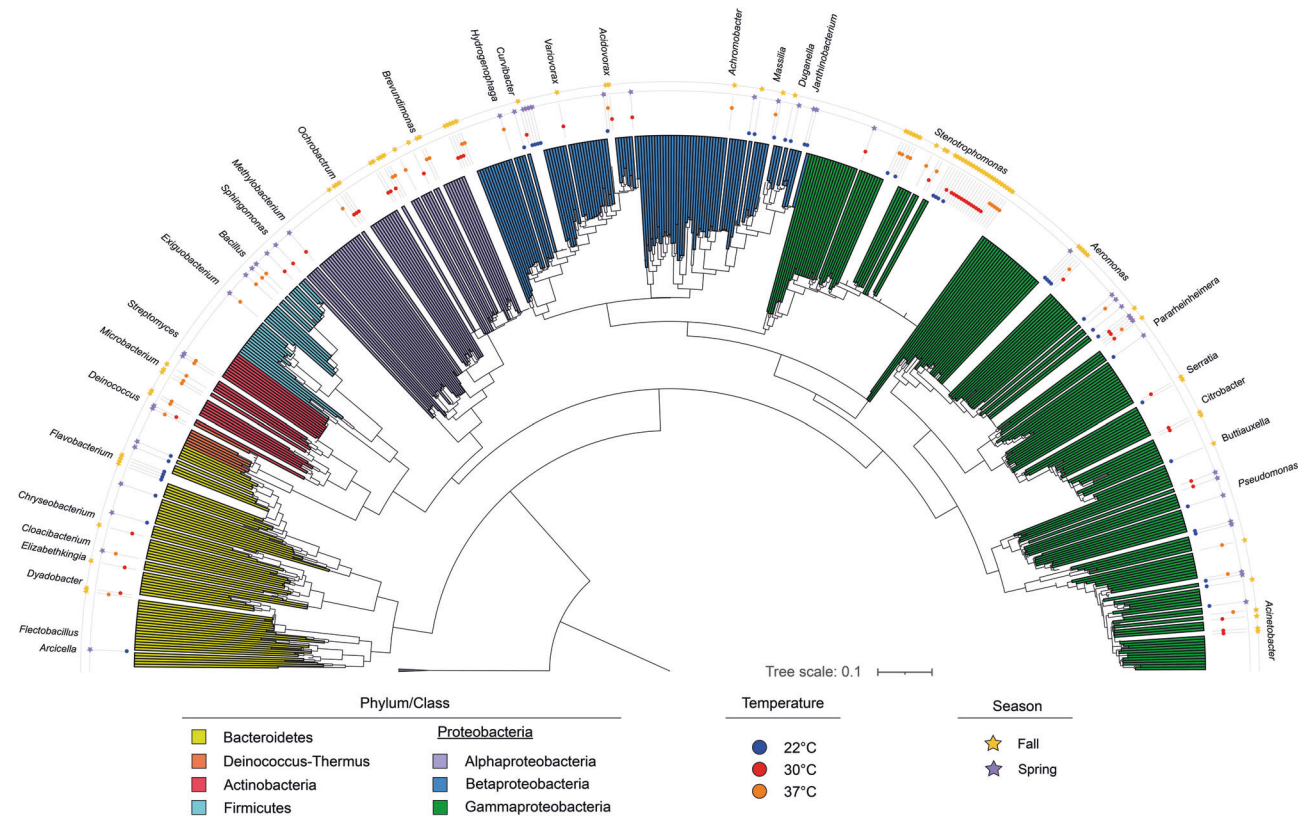 Arcicella
Flectobacillus
Dyadobacter
Elizabethkingia
Cloacibacterium
Chryseobacterium
Flavobacterium
Deinococcus
Microbacterium
Streptomyces
Exiguobacterium
Bacillus
Sphingomonas
Methylobacterium
Ochrobactrum
Brevundimonas
Hydrogenophaga
Curvibacter
Variovorax
Acidovorax
Achromobacter
Massilia
Duganella
Janthinobacterium
Stenotrophomonas
Aeromonas
Pararheinheimera
Serratia
Citrobacter
Buttiauxella
Pseudomonas
Acinetobacter
Tree scale: 0.1
Phylum/Class
Bacteroidetes
Deinococcus-Thermus
Actinobacteria
Firmicutes
Proteobacteria
Alphaproteobacteria
Betaproteobacteria
Gammaproteobacteria
Temperature
22°C
30°C
37°C
Season
Fall
Spring